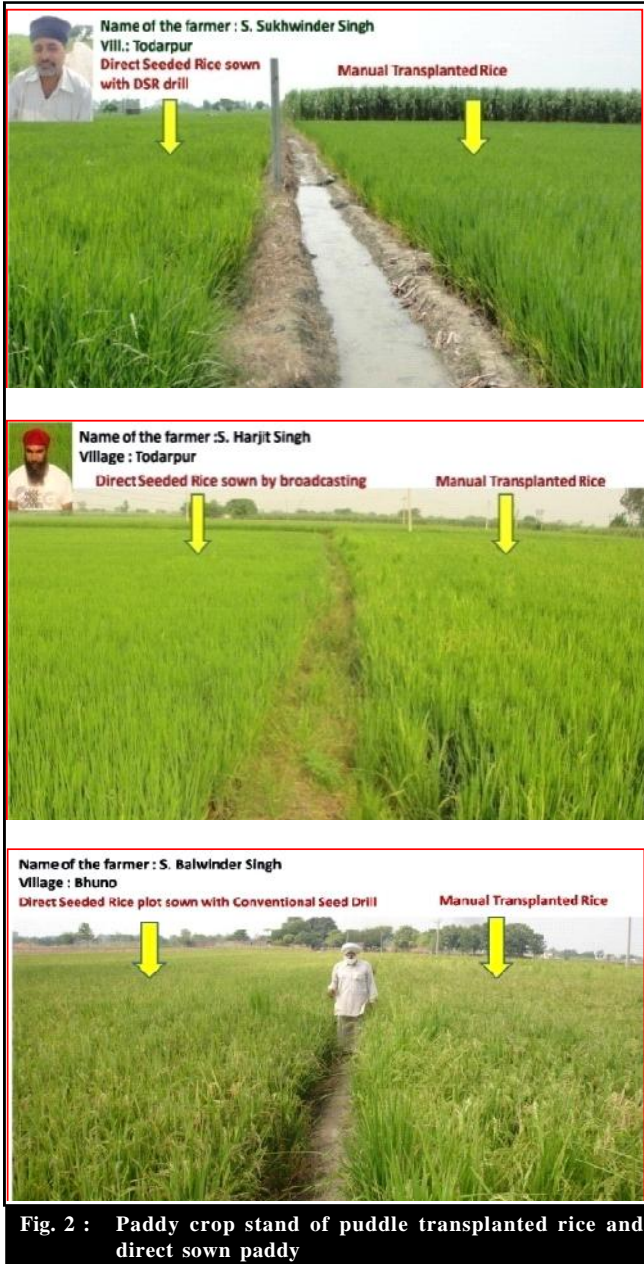 Name of the farmer : S. Sukhwinder Singh
Vill.: Todarpur
Direct Seeded Rice sown
with DSR drill
Manual Transplanted Rice
Name of the farmer :S. Harjit Singh
Village : Todarpur
Direct Seeded Rice sown by broadcasting
Manual Transplanted Rice
Name of the farmer : S. Balwinder Singh
Village : Bhuno
Direct Seeded Rice plot sown with Conventional Seed Drill
Manual Transplanted Rice
Fig. 2 : Paddy crop stand of puddle transplanted rice and
direct sown paddy